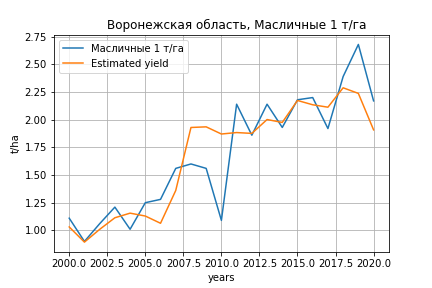 Воронежская область, Масличные 1 т/га
Масличные 1 т/га
Estimated yield
t/ha
2.75
2.50
2.25
2.00
1.75
1.50
1.25
1.00
2000.0 2002.5 2005.0 2007.5 2010.0 2012.5 2015.0 2017.5 2020.0
years